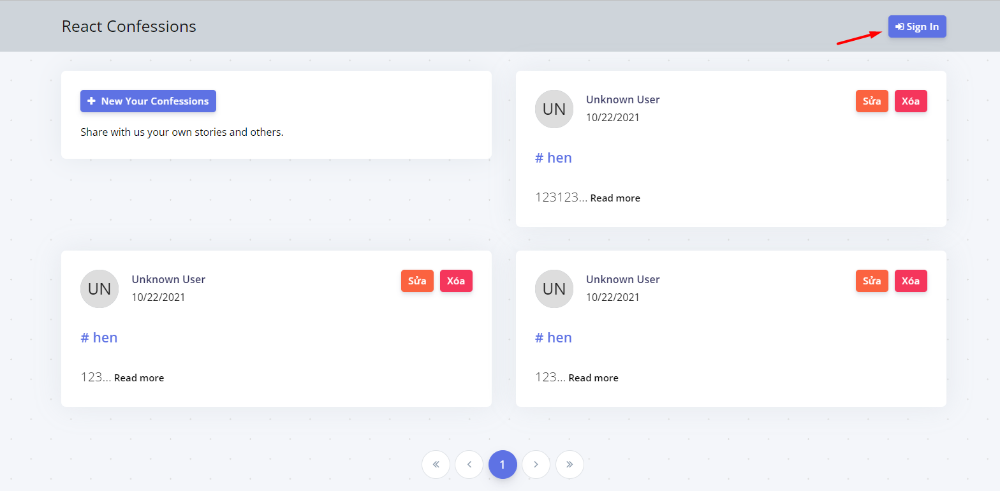 React Confessions
Sign In
New Your Confessions
Share with us your own stories and others.
UN
Unknown User
10/22/2021
Sửa
Xóa
# hen
123123... Read more
UN
Unknown User
10/22/2021
Sửa
Xóa
# hen
123... Read more
UN
Unknown User
10/22/2021
Sửa
Xóa
# hen
123... Read more
« ‹ 1 › »